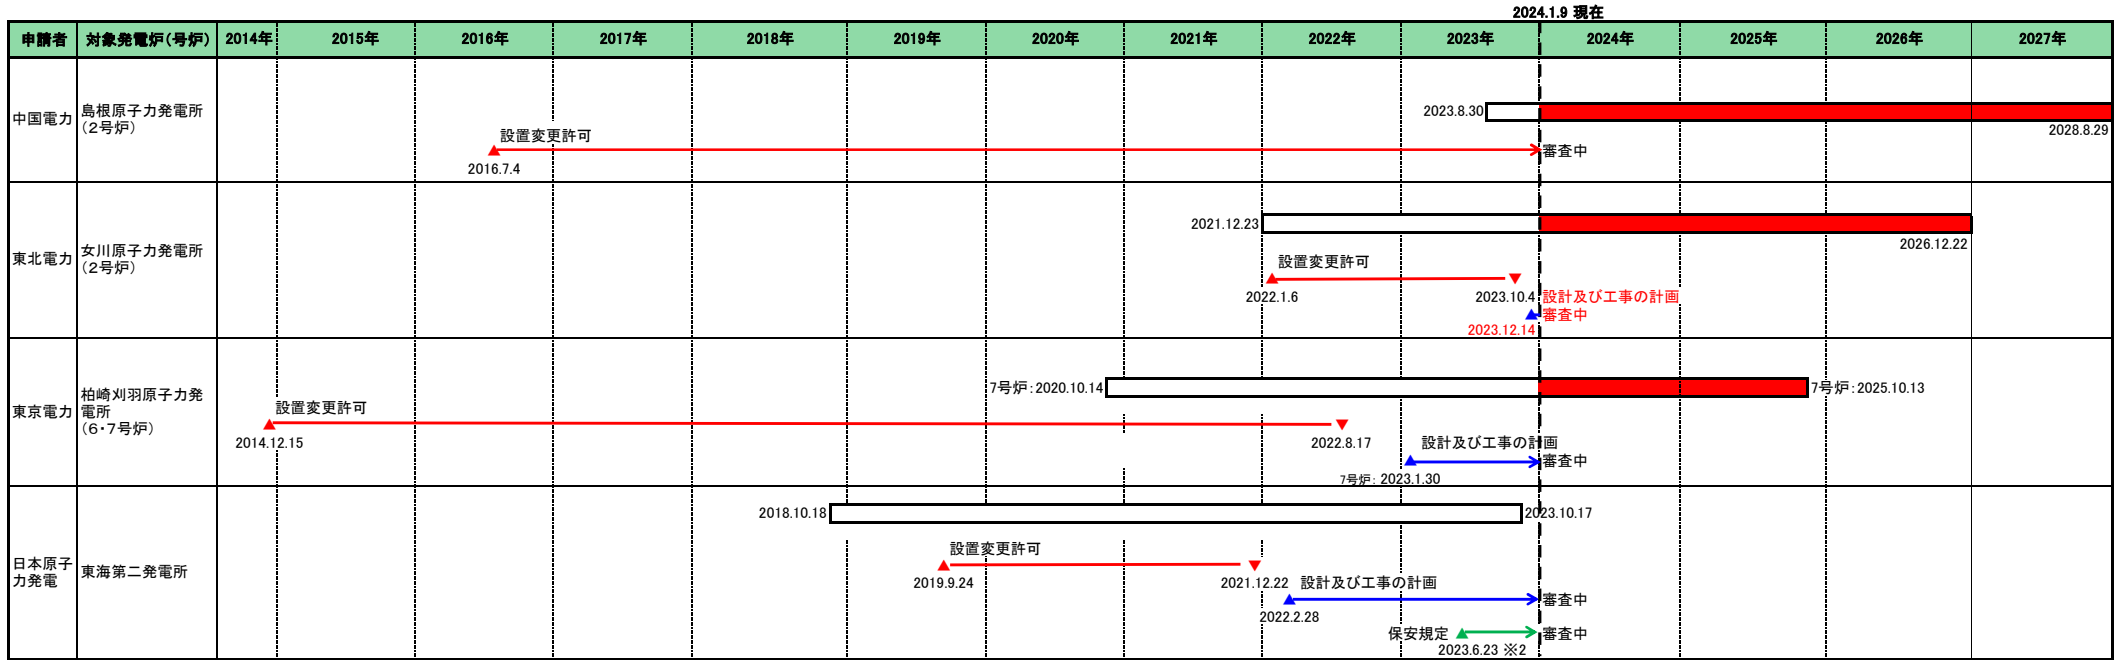 2024.1.9 現在
申請者 対象発電炉（号炉） 2014年 2015年 2016年 2017年 2018年 2019年 2020年 2021年 2022年 2023年 2024年 2025年 2026年 2027年
中国電力
島根原子力発電所
（２号炉）
2023.8.30
2028.8.29
設置変更許可
審査中
2016.7.4
東北電力
女川原子力発電所
（２号炉）
2021.12.23
2026.12.22
設置変更許可
2022.1.6
2023.10.4
設計及び工事の計画
審査中
2023.12.14
東京電力
柏崎刈羽原子力発
電所
（６・７号炉）
7号炉：2020.10.14
7号炉：2025.10.13
設置変更許可
2014.12.15
2022.8.17
設計及び工事の計画
審査中
7号炉： 2023.1.30
日本原子
力発電
東海第二発電所
2018.10.18
2023.10.17
設置変更許可
2019.9.24
2021.12.22
設計及び工事の計画
審査中
2022.2.28
保安規定
審査中
2023.6.23 ※2